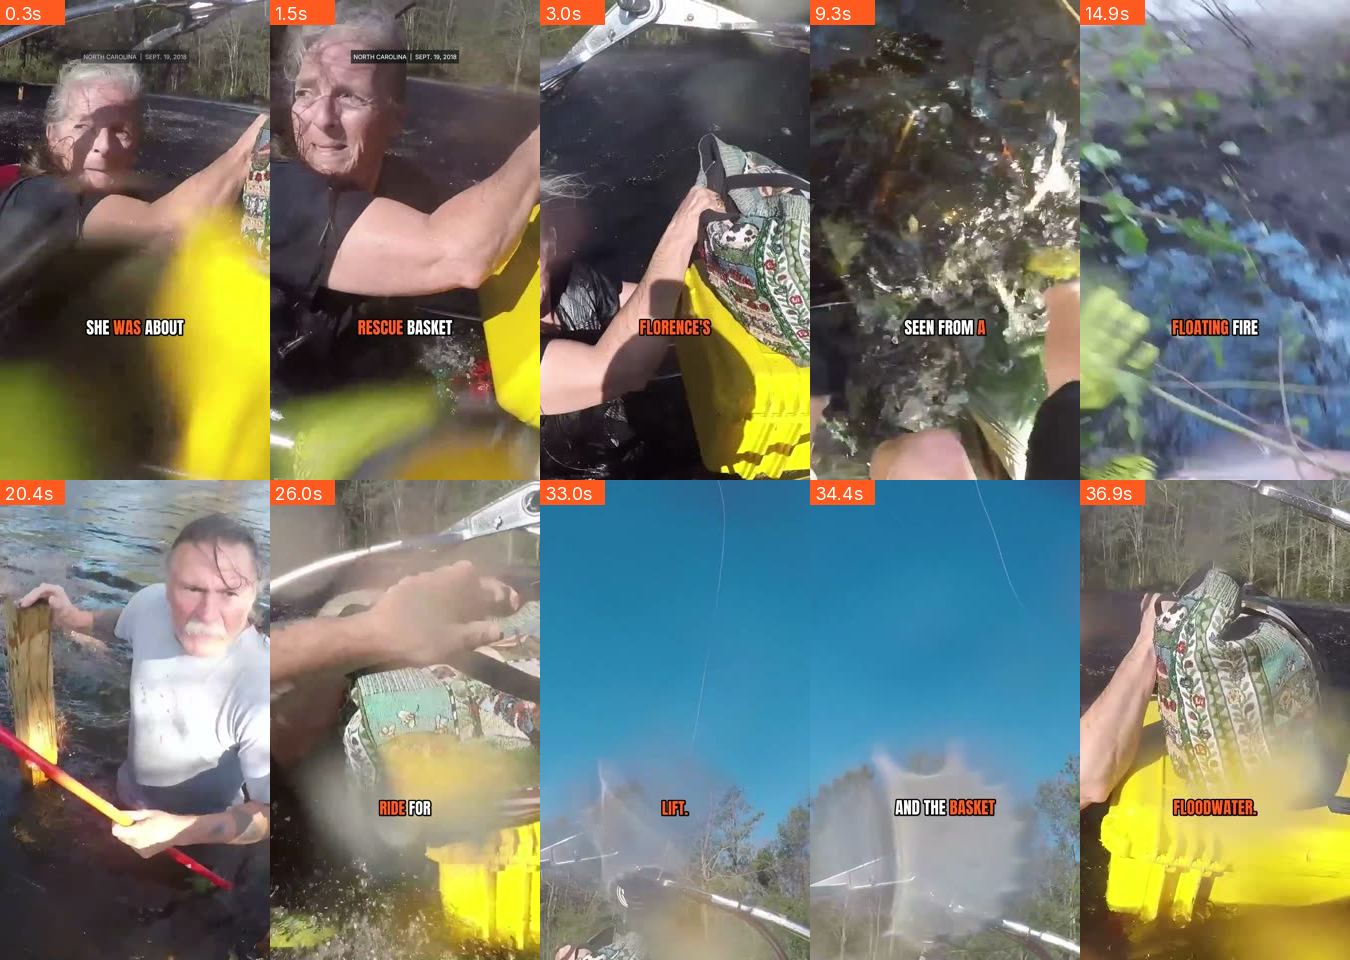 0.3s
NORTH CAROLINA | SEPT. 19, 2018
SHE WAS ABOUT
1.5s
NORTH CAROLINA | SEPT. 19, 2018
RESCUE BASKET
3.0s
FLORENCE'S
9.3s
SEEN FROM A
14.9s
FLOATING FIRE
20.4s
26.0s
RIDE FOR
33.0s
LIFT.
34.4s
AND THE BASKET
36.9s
FLOODWATER.